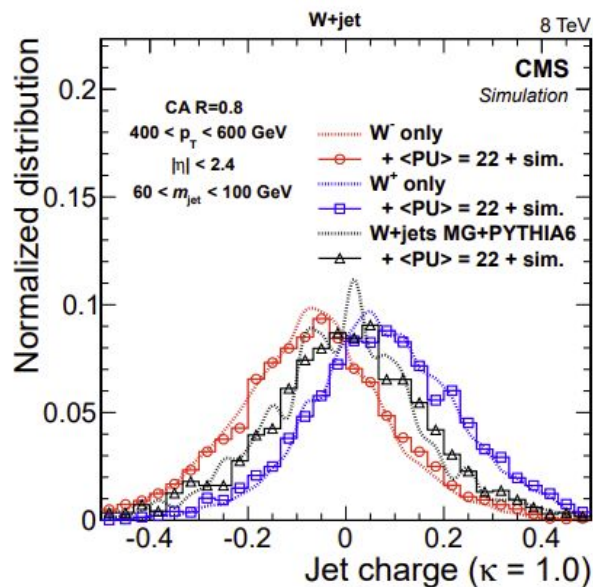 W+jet
8 TeV
CMS
Simulation
CA R=0.8
400 < p_T < 600 GeV
|η| < 2.4
60 < m_jet < 100 GeV
W⁻ only
+ <PU> = 22 + sim.
W⁺ only
+ <PU> = 22 + sim.
W+jets MG+PYTHIA6
+ <PU> = 22 + sim.
Normalized distribution
0.2
0.15
0.1
0.05
0
-0.4 -0.2 0 0.2 0.4
Jet charge (κ = 1.0)